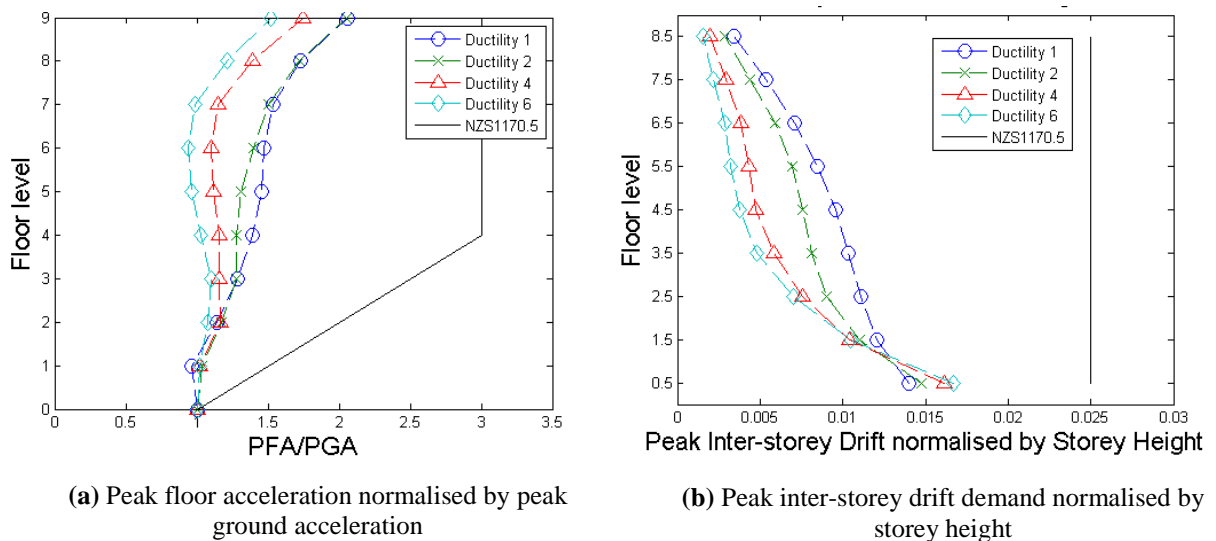 9
8
7
6
5
4
3
2
1
0
Floor level
0 0.5 1 1.5 2 2.5 3 3.5
PFA/PGA
Ductility 1
Ductility 2
Ductility 4
Ductility 6
NZS1170.5
(a) Peak floor acceleration normalised by peak
ground acceleration
8.5
7.5
6.5
5.5
4.5
3.5
2.5
1.5
0.5
Floor level
0 0.005 0.01 0.015 0.02 0.025 0.03
Peak Inter-storey Drift normalised by Storey Height
Ductility 1
Ductility 2
Ductility 4
Ductility 6
NZS1170.5
(b) Peak inter-storey drift demand normalised by
storey height